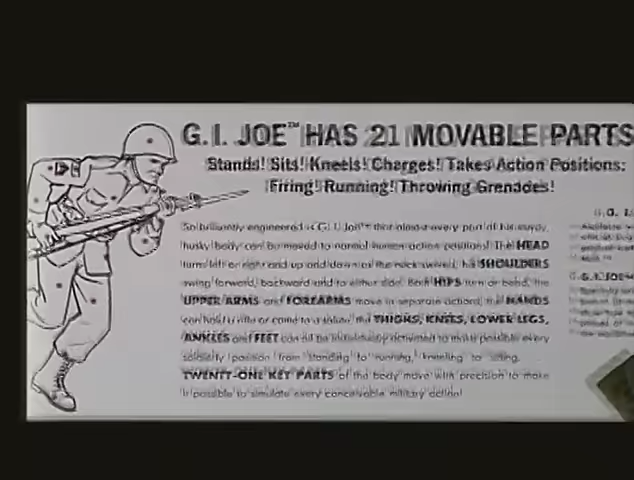 G.I. JOE™ HAS 21 MOVABLE PARTS
Stands! Sits! Kneels! Charges! Takes Action Positions:
Firing! Running! Throwing Grenades!
So brilliantly engineered is G.I. Joe™ that almost every part of his sturdy,
husky body can be moved to normal human action positions! The HEAD
turns left or right and up and down as the neck swivels, his SHOULDERS
swing forward, backward and to either side. Both HIPS turn or bend, the
UPPER ARMS and FOREARMS move in separate actions, the HANDS
can hold a rifle or come to a salute, the THIGHS, KNEES, LOWER LEGS,
ANKLES and FEET can all be individually activated to make possible every
soldierly position from standing to running, kneeling to sitting.
TWENTY-ONE KEY PARTS of the body move with precision to make
it possible to simulate every conceivable military action!
G.I.
G.I. JOE™